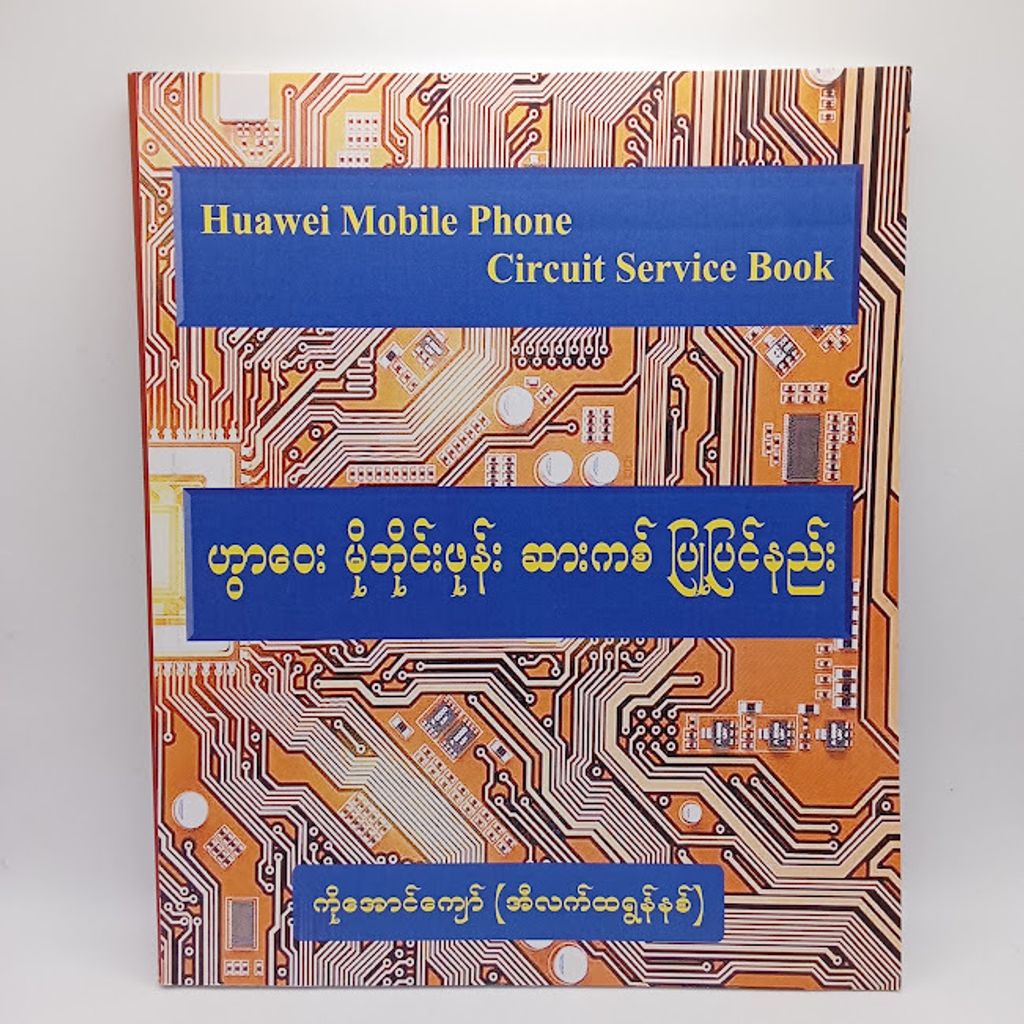 Huawei Mobile Phone
Circuit Service Book
ဟွာဝေး မိုဘိုင်းဖုန်း ဆားကစ် ပြုပြင်နည်း
ကိုအောင်ကျော် (အီလက်ထရွန်နစ်)